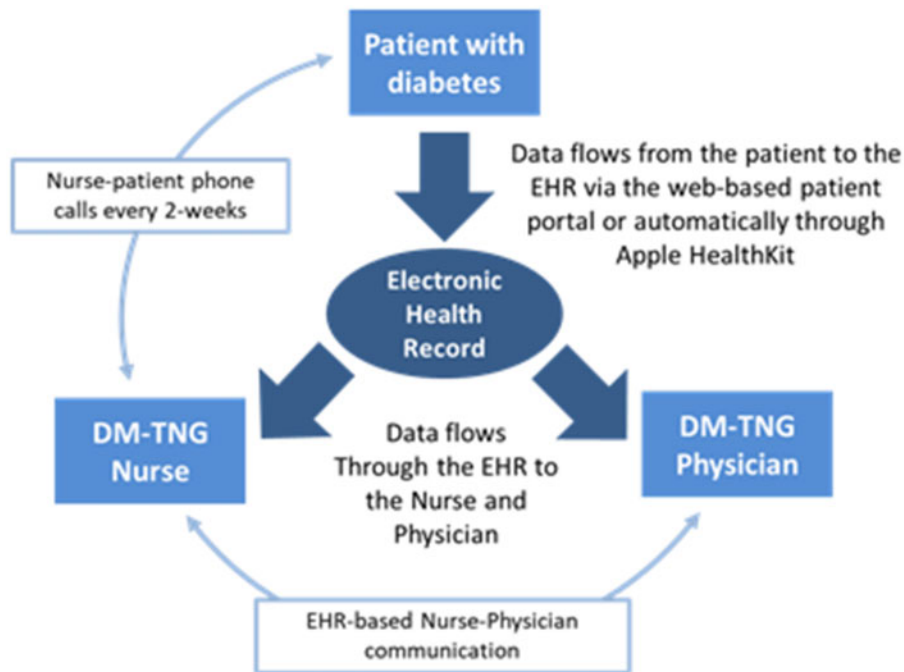 Patient with
diabetes
Nurse-patient phone
calls every 2-weeks
Data flows from the patient to the
EHR via the web-based patient
portal or automatically through
Apple HealthKit
Electronic
Health
Record
DM-TNG
Nurse
Data flows
Through the EHR to
the Nurse and
Physician
DM-TNG
Physician
EHR-based Nurse-Physician
communication